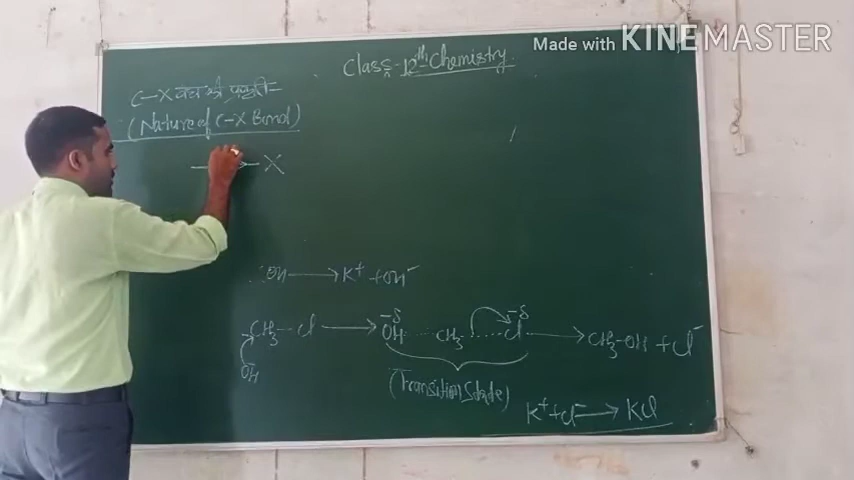 Made with KINEMASTER
Class-12th Chemistry
C-X बंध की प्रकृति-
(Nature of C-X Bond)
X
OH → K⁺ + OH⁻
CH₃-Cl → OH⁻ᵟ ····· CH₃ ····· Cl⁻ᵟ → CH₃-OH + Cl⁻
OH
(Transition State)
K⁺ + Cl⁻ → KCl